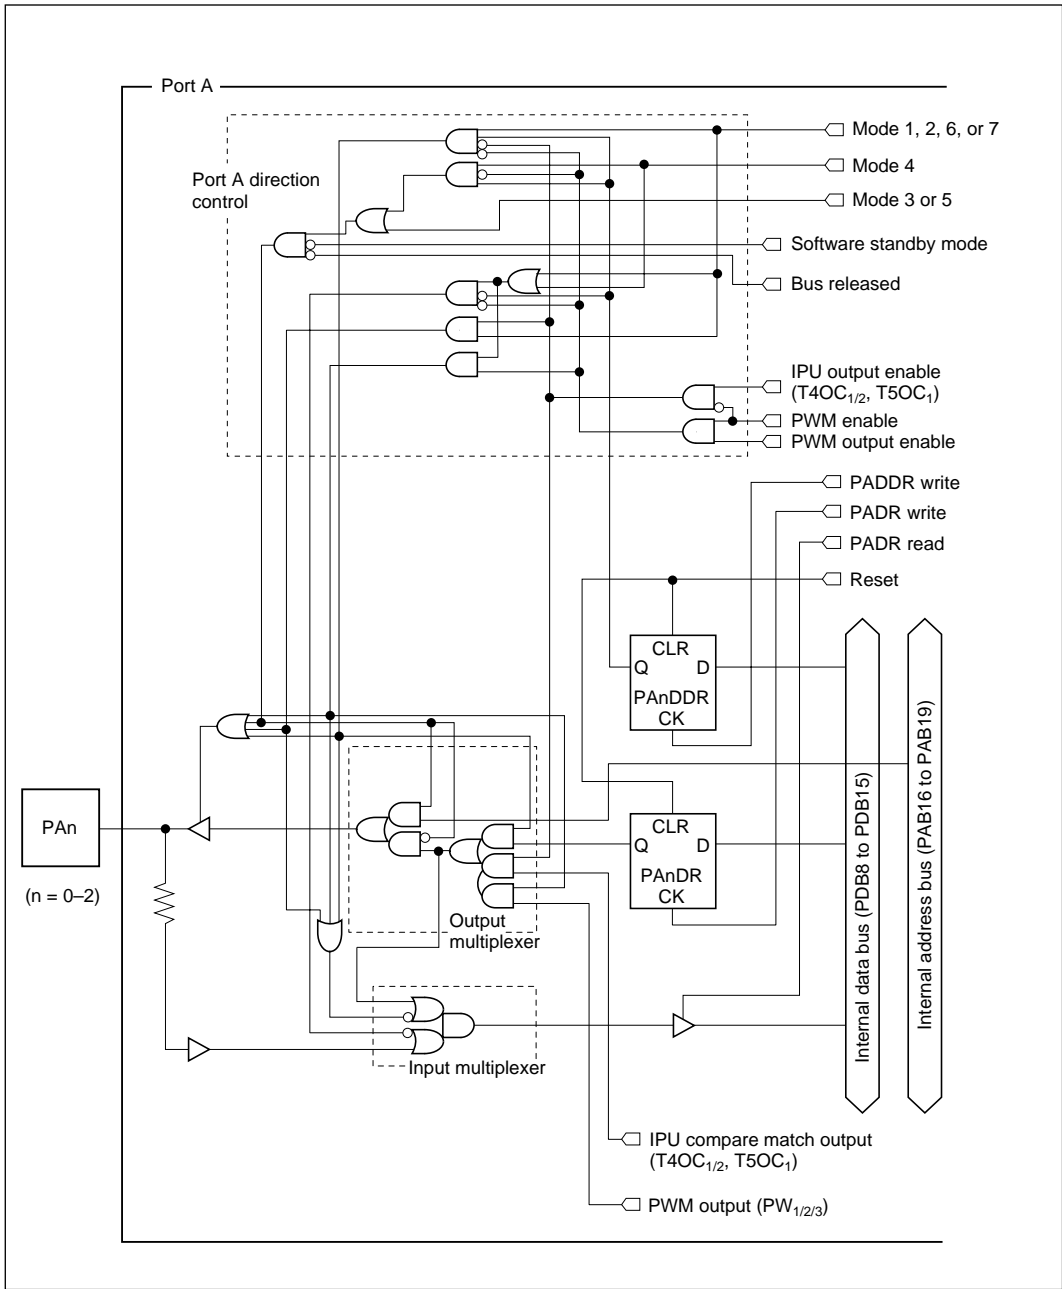 Port A
Mode 1, 2, 6, or 7
Mode 4
Port A direction
control
Mode 3 or 5
Software standby mode
Bus released
IPU output enable
(T4OC1/2, T5OC1)
PWM enable
PWM output enable
PADDR write
PADR write
PADR read
Reset
CLR
Q D
PAnDDR
CK
PAn
(n = 0–2)
CLR
Q D
PAnDR
CK
Output
multiplexer
Input multiplexer
Internal data bus (PDB8 to PDB15)
Internal address bus (PAB16 to PAB19)
IPU compare match output
(T4OC1/2, T5OC1)
PWM output (PW1/2/3)